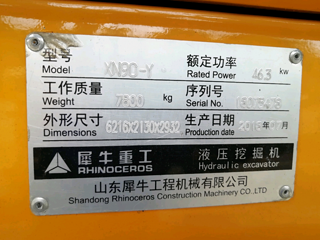 型号 额定功率
Model XN90-Y Rated Power 46.3 kw
工作质量 序列号
Weight kg Serial No.
外形尺寸 生产日期
Dimensions 6216x2130x2932 Production date
犀牛重工 液压挖掘机
RHINOCEROS Hydraulic excavator
山东犀牛工程机械有限公司
Shandong Rhinoceros Construction Machinery CO.,LTD